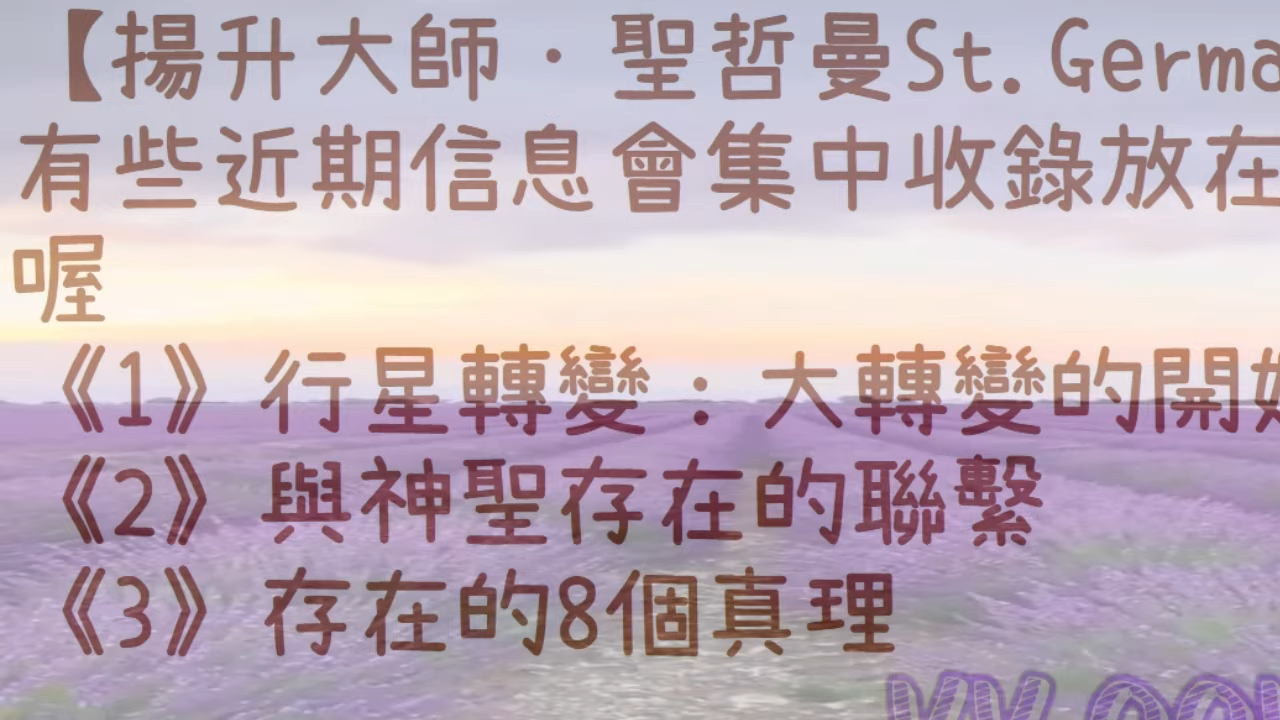 【揚升大師·聖哲曼St.Germa
有些近期信息會集中收錄放在
喔
《1》行星轉變：大轉變的開始
《2》與神聖存在的聯繫
《3》存在的8個真理